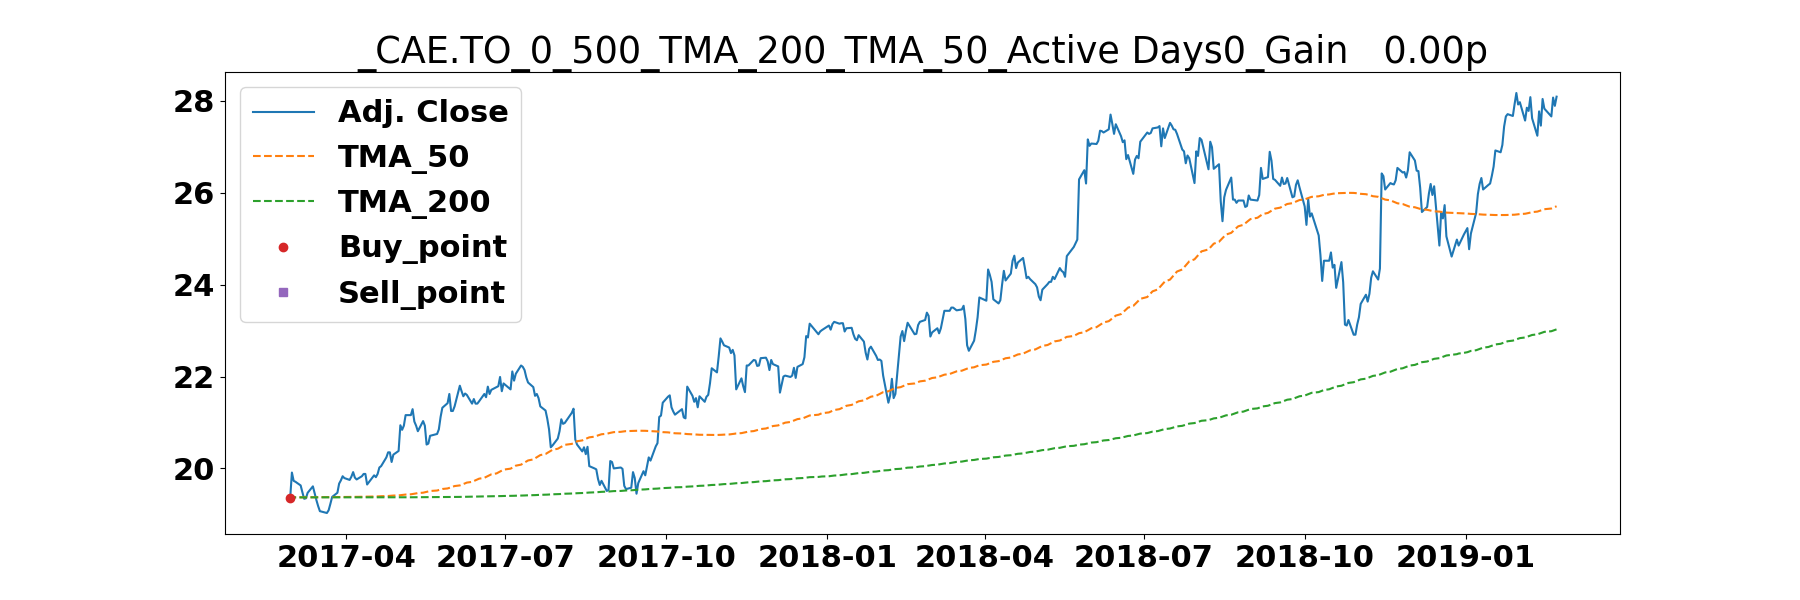 _CAE.TO_0_500_TMA_200_TMA_50_Active Days0_Gain   0.00p
28
26
24
22
20
Adj. Close
TMA_50
TMA_200
Buy_point
Sell_point
2017-04 2017-07 2017-10 2018-01 2018-04 2018-07 2018-10 2019-01